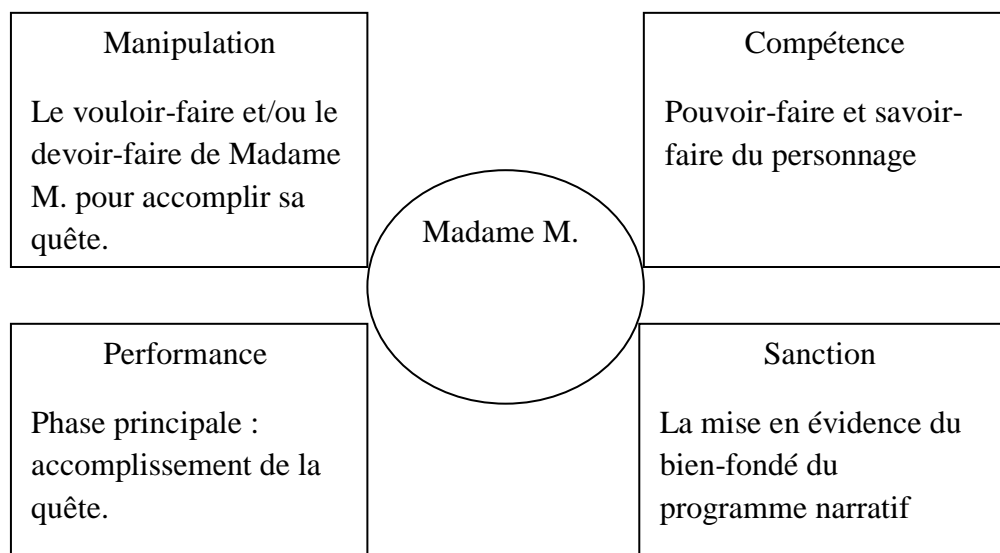 Manipulation
Le vouloir-faire et/ou le
devoir-faire de Madame
M. pour accomplir sa
quête.
Compétence
Pouvoir-faire et savoir-
faire du personnage
Madame M.
Performance
Phase principale :
accomplissement de la
quête.
Sanction
La mise en évidence du
bien-fondé du
programme narratif